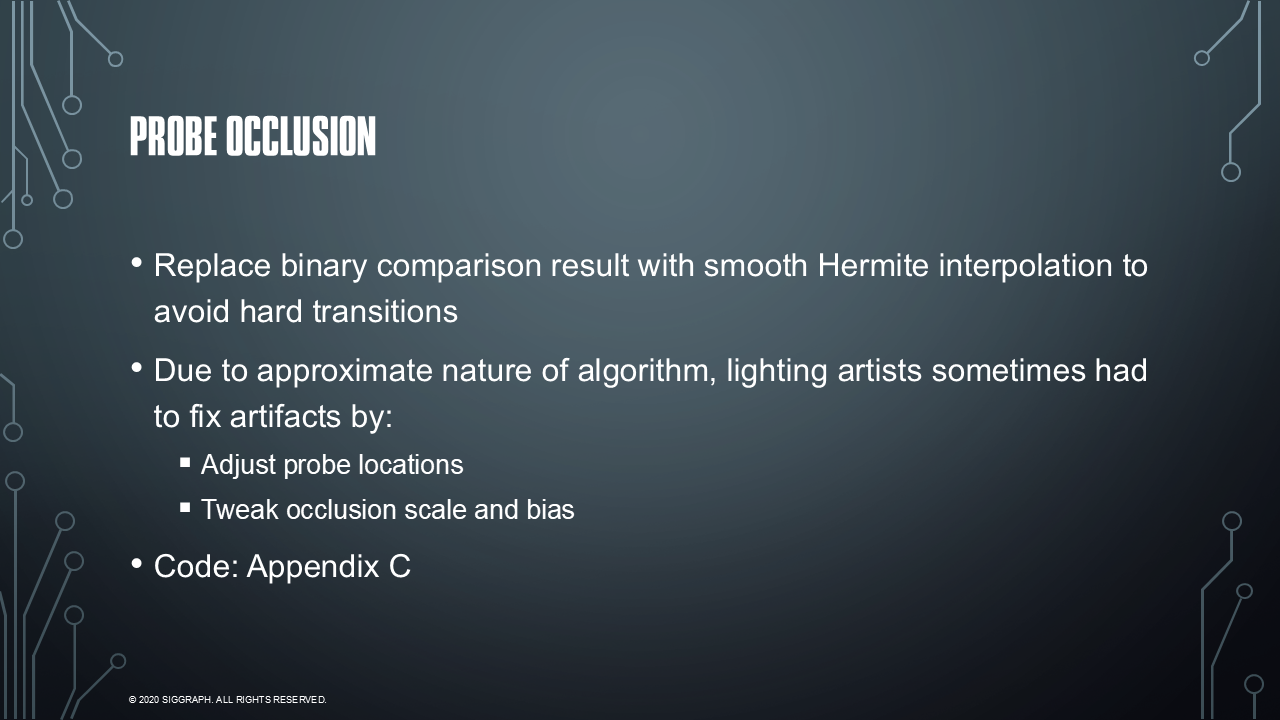 PROBE OCCLUSION
• Replace binary comparison result with smooth Hermite interpolation to
avoid hard transitions
• Due to approximate nature of algorithm, lighting artists sometimes had
to fix artifacts by:
▪ Adjust probe locations
▪ Tweak occlusion scale and bias
• Code: Appendix C
© 2020 SIGGRAPH. ALL RIGHTS RESERVED.